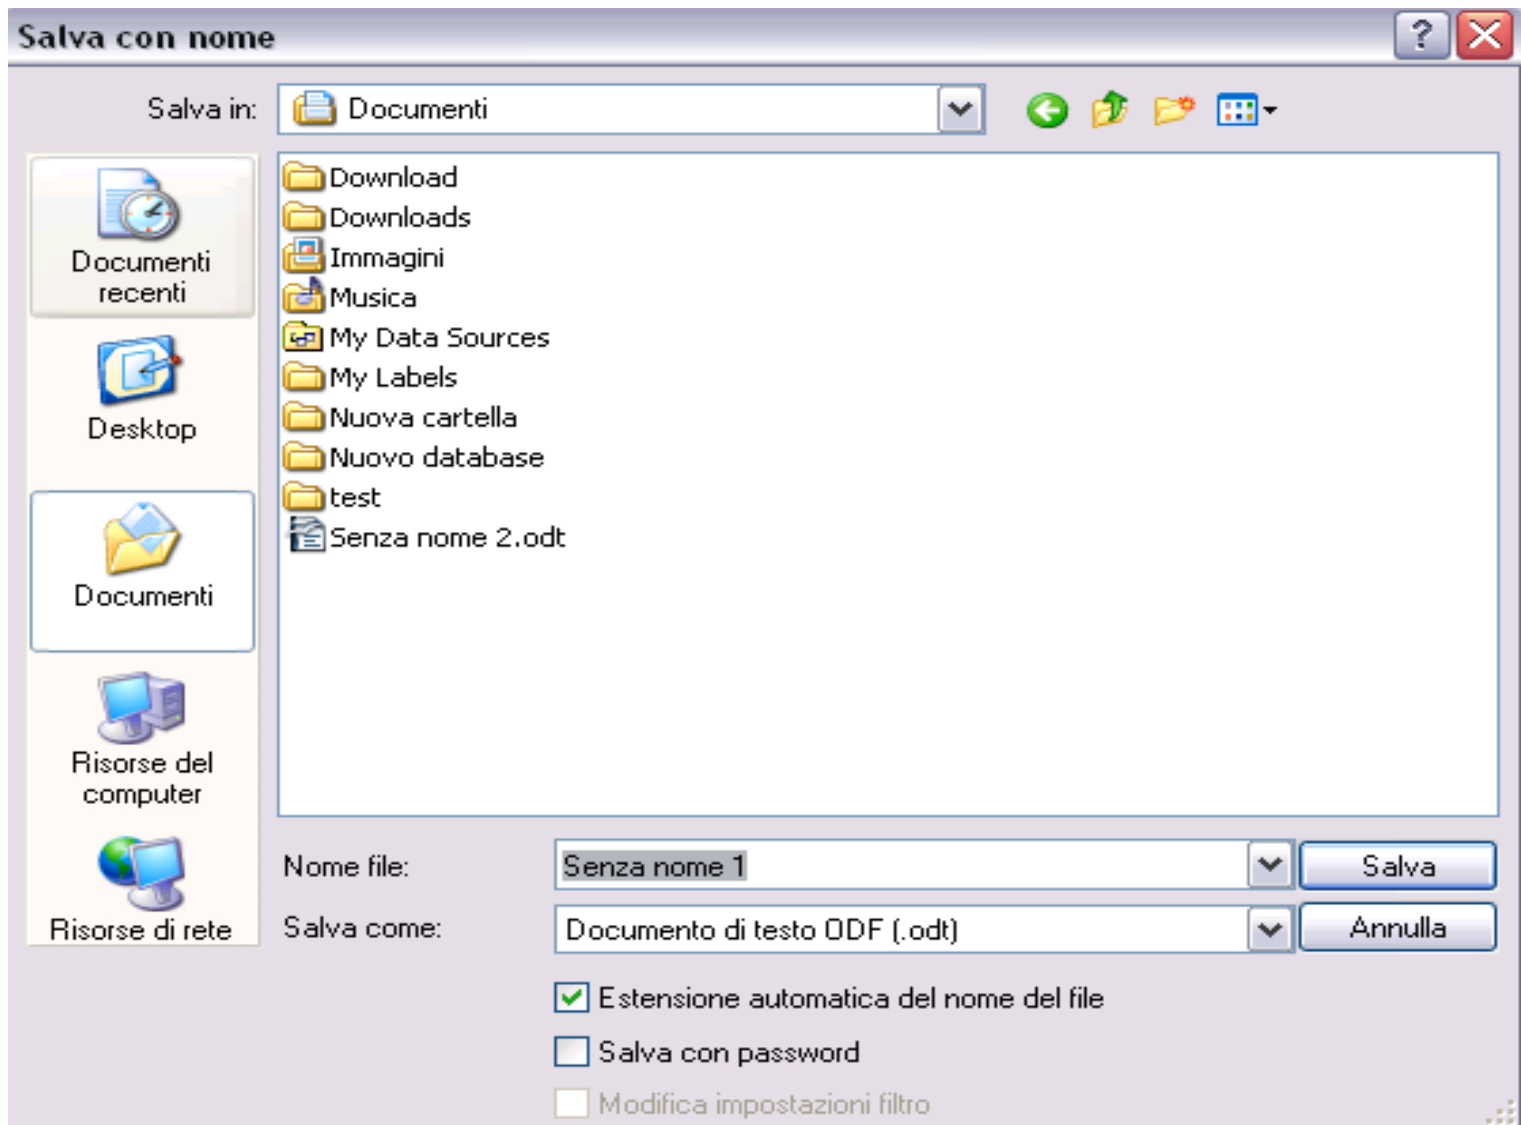 Salva con nome
Salva in:
Documenti
Documenti
recenti
Desktop
Documenti
Risorse del
computer
Risorse di rete
Download
Downloads
Immagini
Musica
My Data Sources
My Labels
Nuova cartella
Nuovo database
test
Senza nome 2.odt
Nome file:
Senza nome 1
Salva
Salva come:
Documento di testo ODF (.odt)
Annulla
Estensione automatica del nome del file
Salva con password
Modifica impostazioni filtro